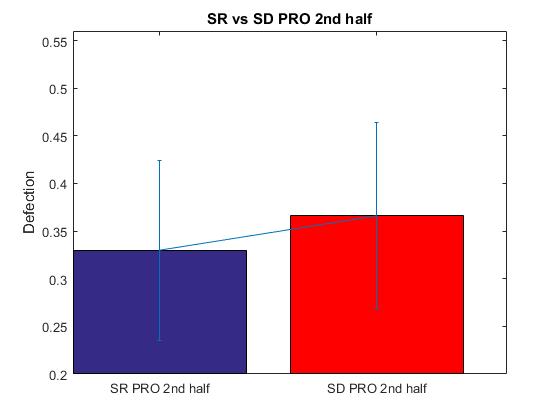 SR vs SD PRO 2nd half
0.55
0.5
0.45
0.4
0.35
0.3
0.25
0.2
Defection
SR PRO 2nd half
SD PRO 2nd half